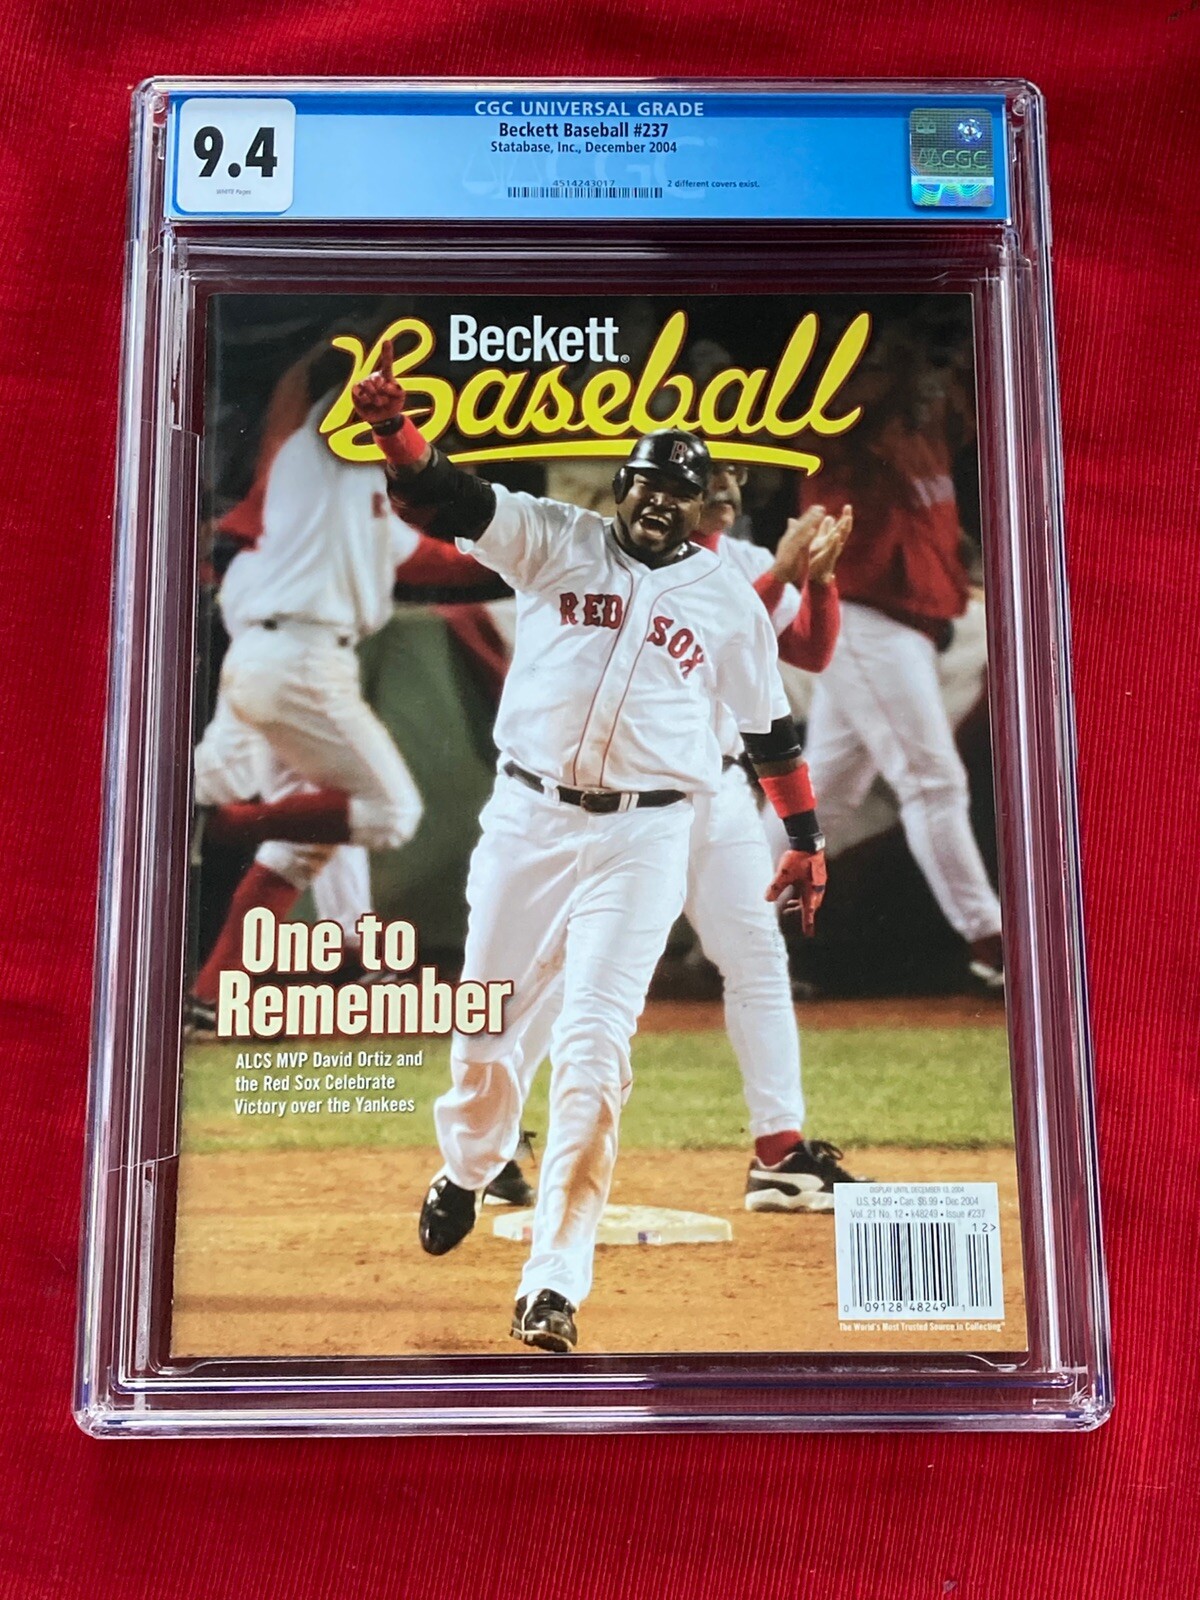 CGC UNIVERSAL GRADE
9.4
WHITE Pages
Beckett Baseball #237
Statabase, Inc., December 2004
4514243017
2 different covers exist.
CGC
Beckett®
Baseball
B
RED SOX
One to
Remember
ALCS MVP David Ortiz and
the Red Sox Celebrate
Victory over the Yankees
DISPLAY UNTIL DECEMBER 13, 2004
U.S. $4.99 • Can. $6.99 • Dec 2004
Vol. 21 No. 12 • k48249 • Issue #237
12>
0 09128 48249 1
The World's Most Trusted Source in Collecting®